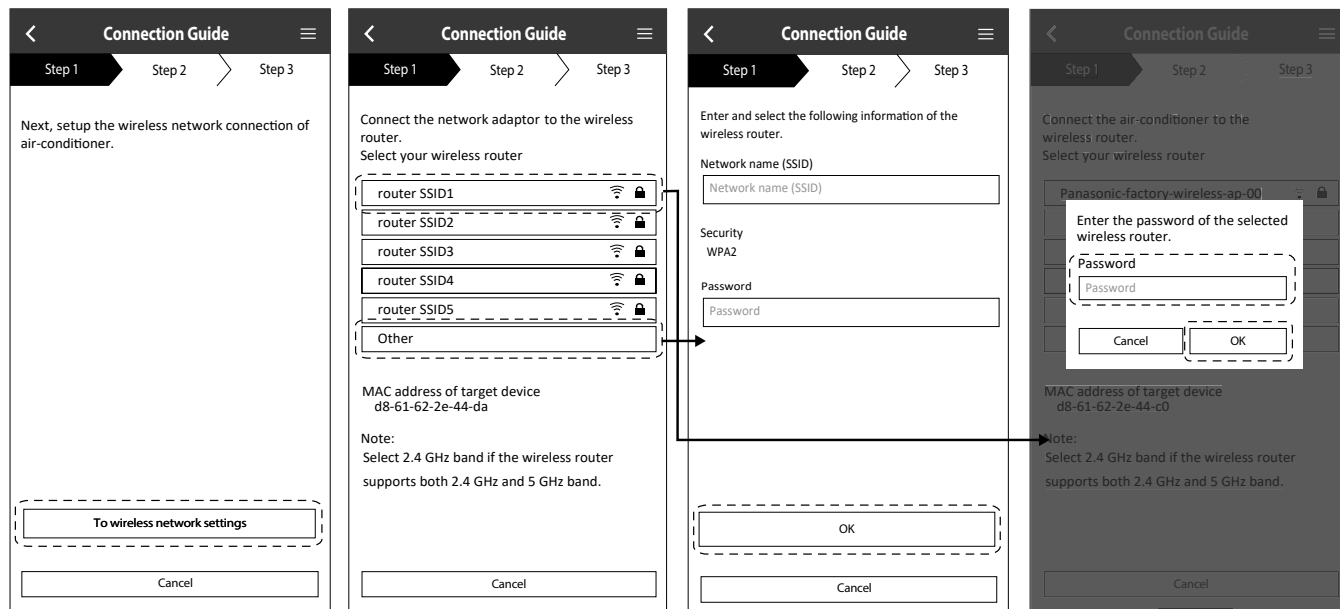 Connection Guide
Step 1 Step 2 Step 3
Next, setup the wireless network connection of
air-conditioner.
To wireless network settings
Cancel
Connection Guide
Step 1 Step 2 Step 3
Connect the network adaptor to the wireless
router.
Select your wireless router
router SSID1
router SSID2
router SSID3
router SSID4
router SSID5
Other
MAC address of target device
d8-61-62-2e-44-da
Note:
Select 2.4 GHz band if the wireless router
supports both 2.4 GHz and 5 GHz band.
Cancel
Connection Guide
Step 1 Step 2 Step 3
Enter and select the following information of the
wireless router.
Network name (SSID)
Network name (SSID)
Security
WPA2
Password
Password
OK
Cancel
Connection Guide
Step 1 Step 2 Step 3
Connect the air-conditioner to the
wireless router.
Select your wireless router
Panasonic-factory-wireless-ap-00
Enter the password of the selected
wireless router.
Password
Password
Cancel OK
MAC address of target device
d8-61-62-2e-44-c0
Note:
Select 2.4 GHz band if the wireless router
supports both 2.4 GHz and 5 GHz band.
Cancel